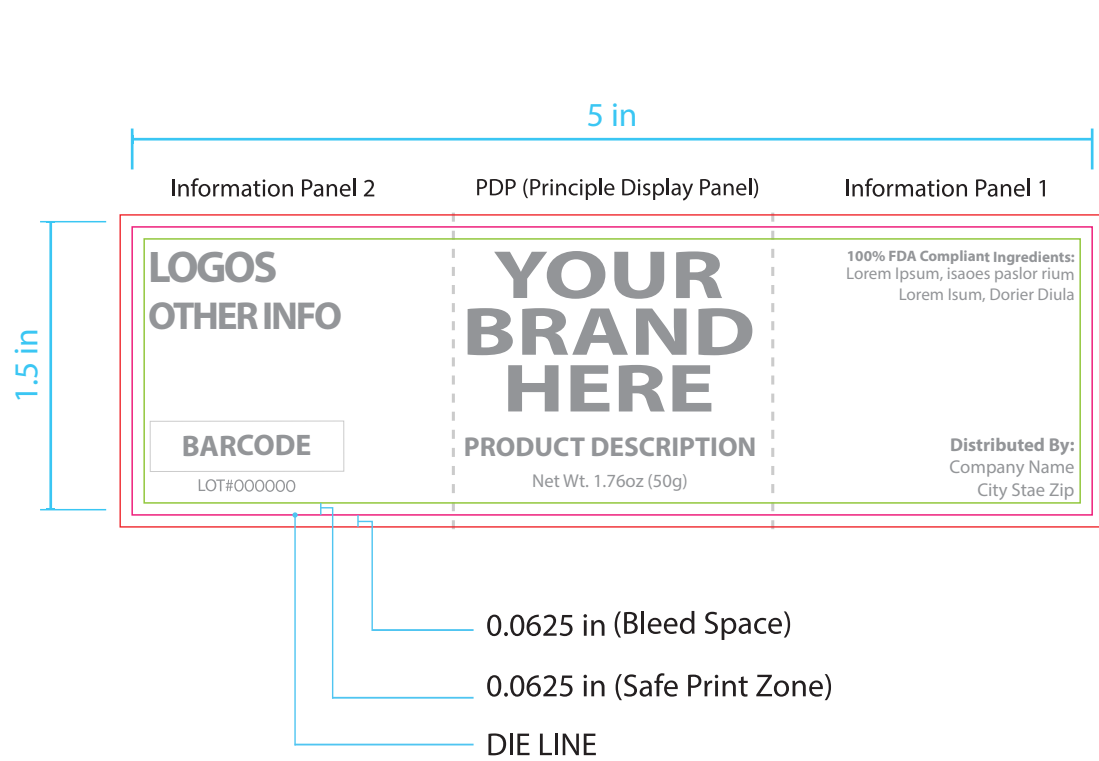 5 in
Information Panel 2
PDP (Principle Display Panel)
Information Panel 1
1.5 in
LOGOS
OTHER INFO
BARCODE
LOT#000000
YOUR
BRAND
HERE
PRODUCT DESCRIPTION
Net Wt. 1.76oz (50g)
100% FDA Compliant Ingredients:
Lorem Ipsum, isaoes paslor rium
Lorem Isum, Dorier Diula
Distributed By:
Company Name
City Stae Zip
0.0625 in (Bleed Space)
0.0625 in (Safe Print Zone)
DIE LINE